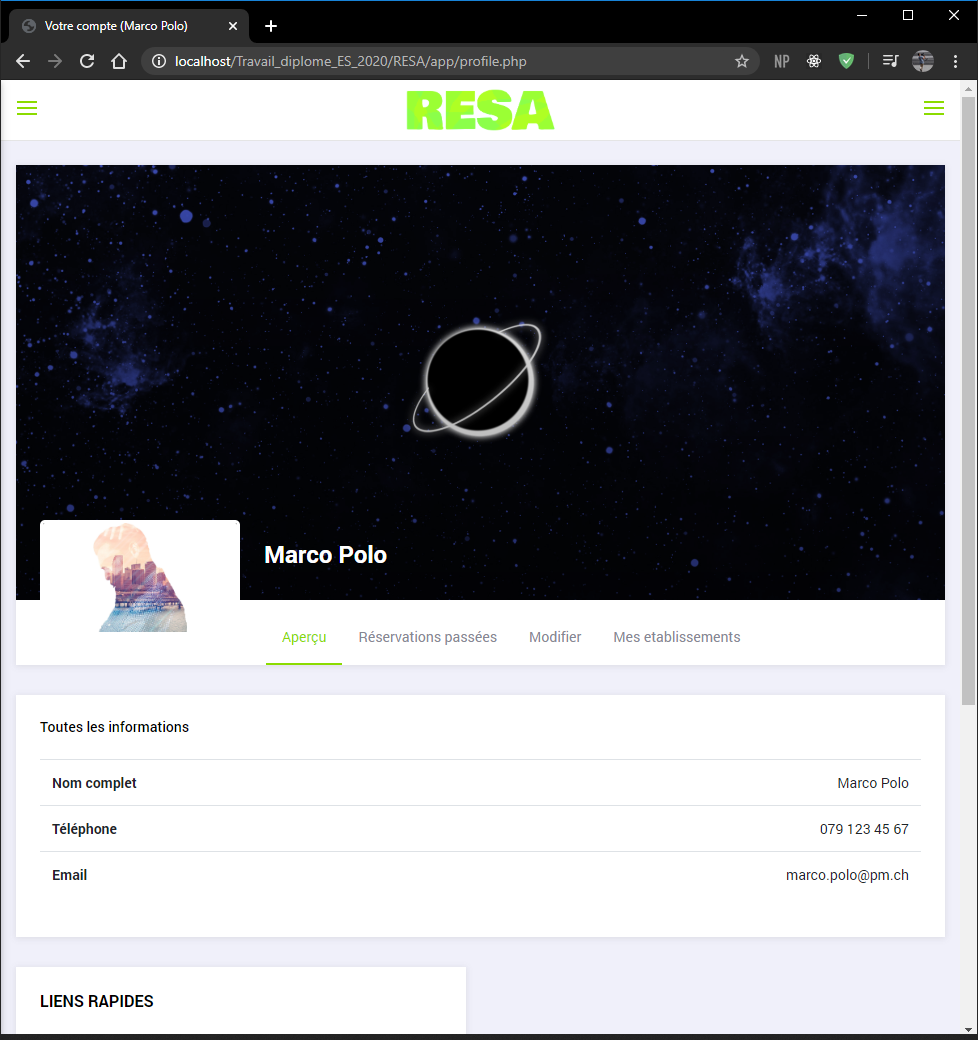 Votre compte (Marco Polo)
localhost/Travail_diplome_ES_2020/RESA/app/profile.php
NP
RESA
Marco Polo
Aperçu Réservations passées Modifier Mes etablissements
Toutes les informations
Nom complet Marco Polo
Téléphone 079 123 45 67
Email marco.polo@pm.ch
LIENS RAPIDES